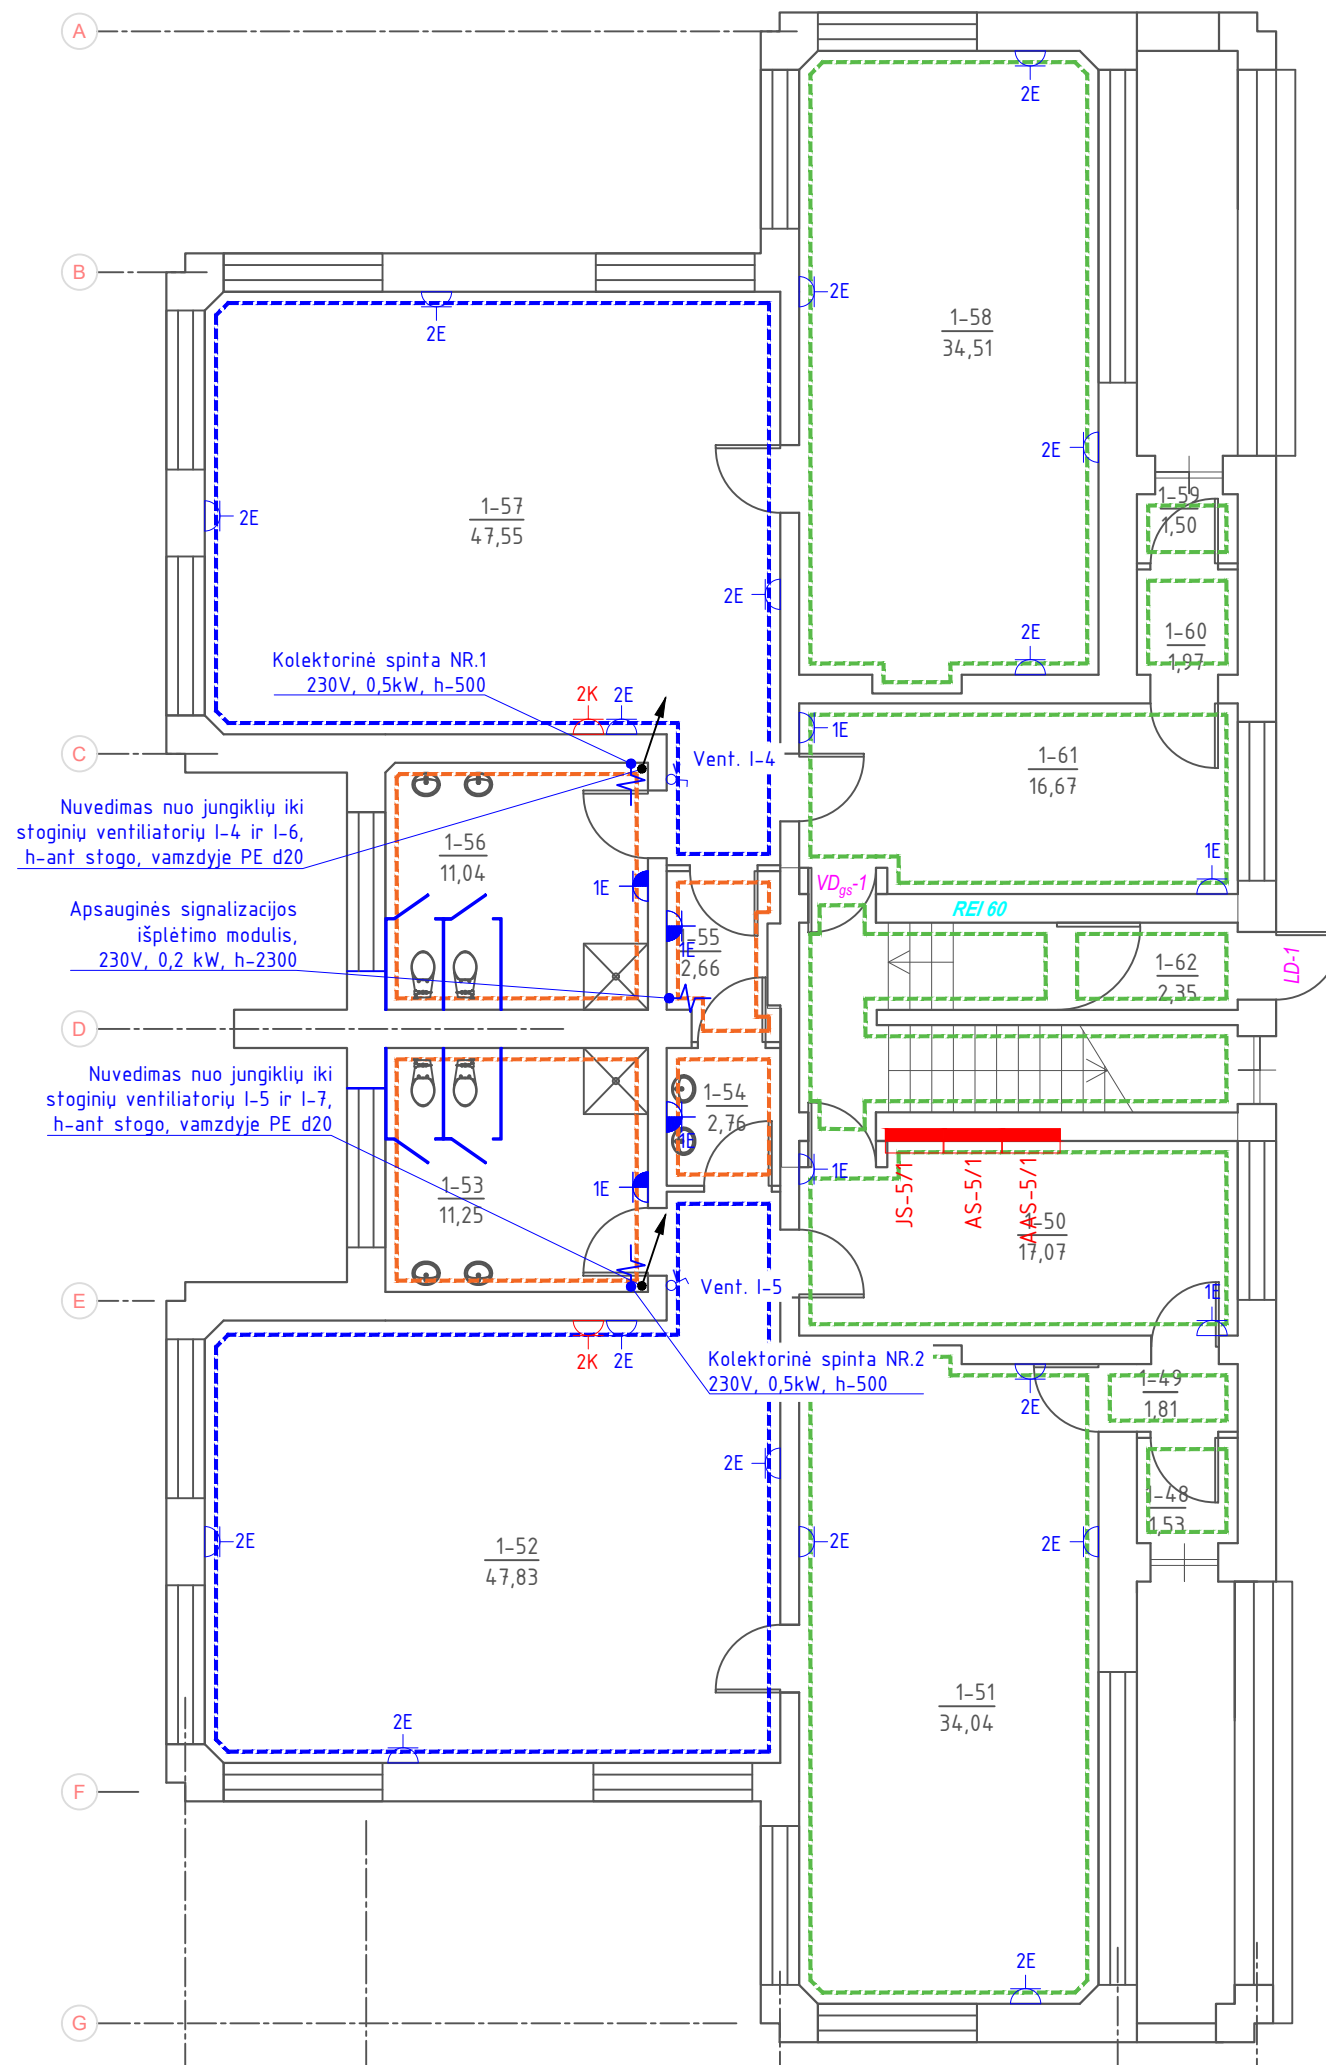 A
2E
B
2E
2E
1-58
34,51
2E
1-57
47,55
2E
1-59
1,50
2E
1-60
1,97
2E
Kolektorinė spinta NR.1
230V, 0,5kW, h-500
2K
2E
1E
C
Vent. I-4
1-61
16,67
Nuvedimas nuo jungiklių iki
stoginių ventiliatorių I-4 ir I-6,
h-ant stogo, vamzdyje PE d20
1-56
11,04
1E
VDgs-1
1E
REI 60
Apsauginės signalizacijos
išplėtimo modulis,
230V, 0,2 kW, h-2300
1E
1-55
2,66
1-62
2,35
LD-1
D
Nuvedimas nuo jungiklių iki
stoginių ventiliatorių I-5 ir I-7,
h-ant stogo, vamzdyje PE d20
1-54
2,76
1E
1-53
11,25
1E
1E
JS-5/1
AS-5/1
AAS-5/1
1-50
17,07
E
Vent. I-5
1E
2K
2E
Kolektorinė spinta NR.2
230V, 0,5kW, h-500
2E
1-49
1,81
2E
1-48
1,53
2E
1-52
47,83
2E
2E
1-51
34,04
2E
F
2E
G